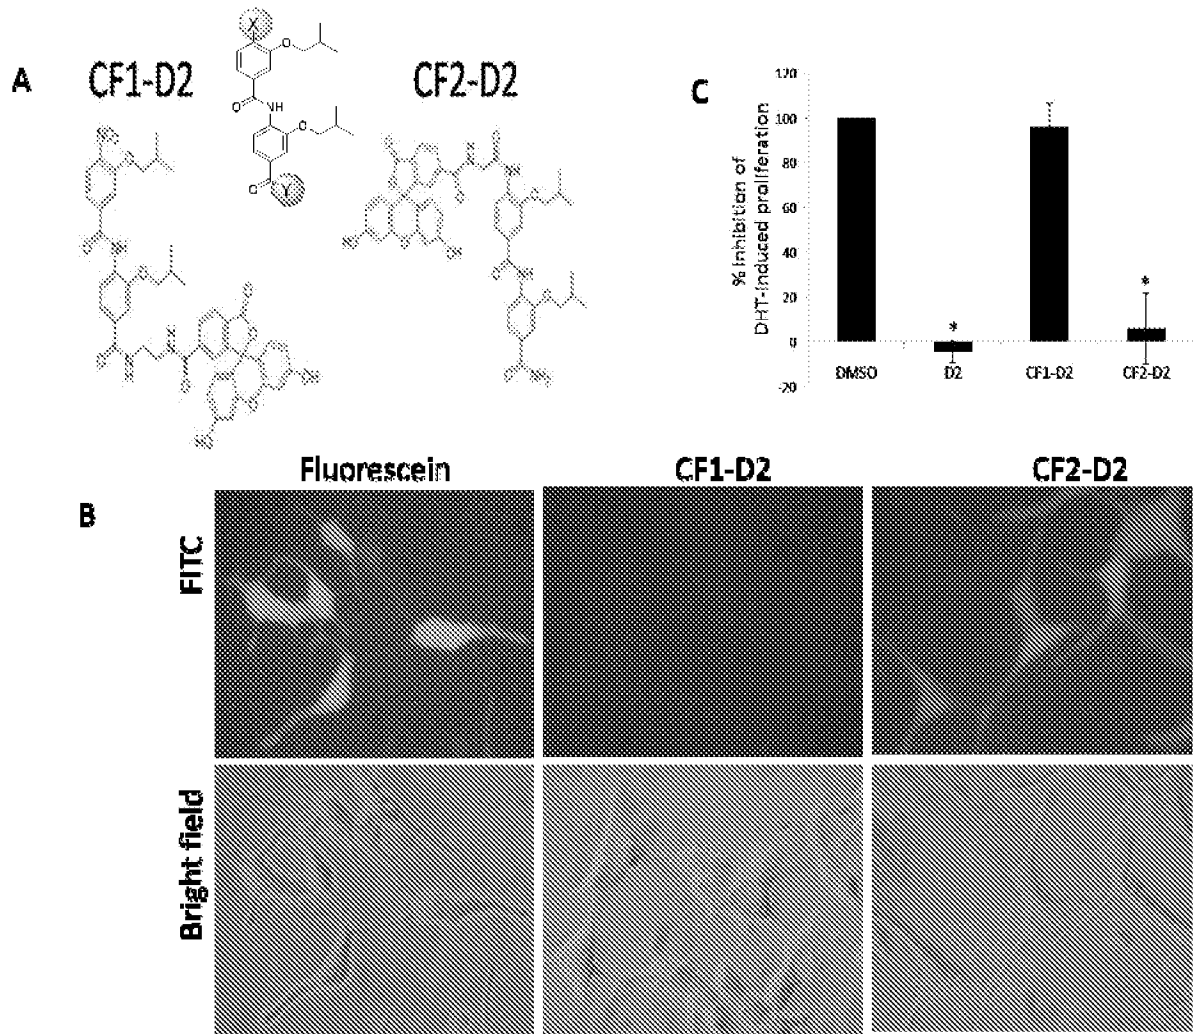 A
CF1-D2
X
CF2-D2
O
NH
O
O
Y
C
% Inhibition of
DHT-Induced proliferation
120
100
80
60
40
20
0
-20
*
*
DMSO
D2
CF1-D2
CF2-D2
B
Fluorescein
CF1-D2
CF2-D2
FITC
Bright field